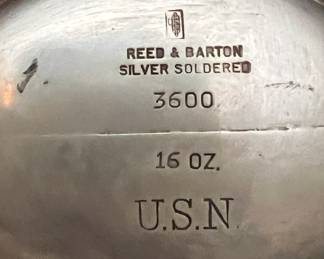 REED & BARTON
SILVER SOLDERED
3600
16 OZ.
U.S.N.